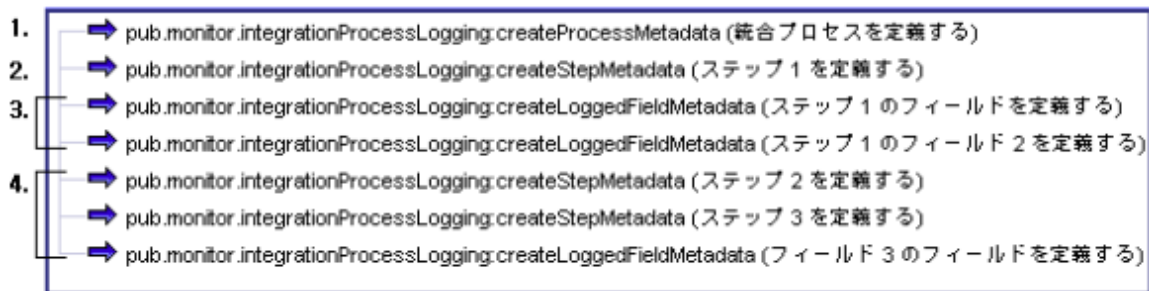 1. pub.monitor.integrationProcessLogging:createProcessMetadata (統合プロセスを定義する)
2. pub.monitor.integrationProcessLogging:createStepMetadata (ステップ 1 を定義する)
3. pub.monitor.integrationProcessLogging:createLoggedFieldMetadata (ステップ 1 のフィールドを定義する)
pub.monitor.integrationProcessLogging:createLoggedFieldMetadata (ステップ 1 のフィールド 2 を定義する)
4. pub.monitor.integrationProcessLogging:createStepMetadata (ステップ 2 を定義する)
pub.monitor.integrationProcessLogging:createStepMetadata (ステップ 3 を定義する)
pub.monitor.integrationProcessLogging:createLoggedFieldMetadata (フィールド 3 のフィールドを定義する)